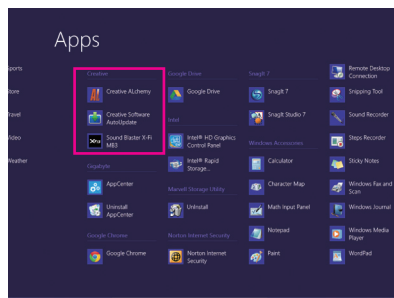 Apps
Sports
Store
Travel
Video
Weather
Creative
Creative ALchemy
Creative Software
AutoUpdate
Sound Blaster X-Fi
MB3
Gigabyte
AppCenter
Uninstall
AppCenter
Google Chrome
Google Chrome
Google Drive
Google Drive
Intel
Intel® HD Graphics
Control Panel
Intel® Rapid
Storage...
Marvell Storage Utility
Uninstall
Norton Internet Security
Norton Internet
Security
SnagIt 7
SnagIt 7
SnagIt Studio 7
Windows Accessories
Calculator
Character Map
Math Input Panel
Notepad
Paint
Remote Desktop
Connection
Snipping Tool
Sound Recorder
Steps Recorder
Sticky Notes
Windows Fax and
Scan
Windows Journal
Windows Media
Player
WordPad